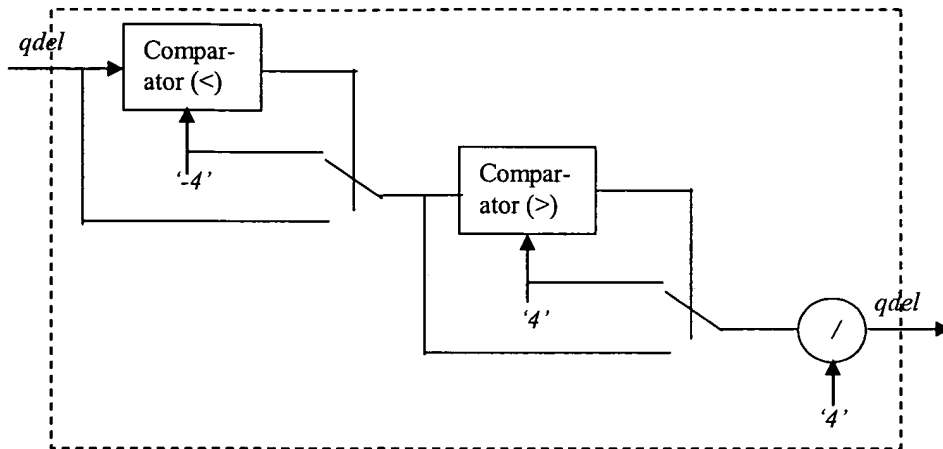 qdel
Compar-
ator (<)
‘-4’
Compar-
ator (>)
‘4’
qdel
/
‘4’